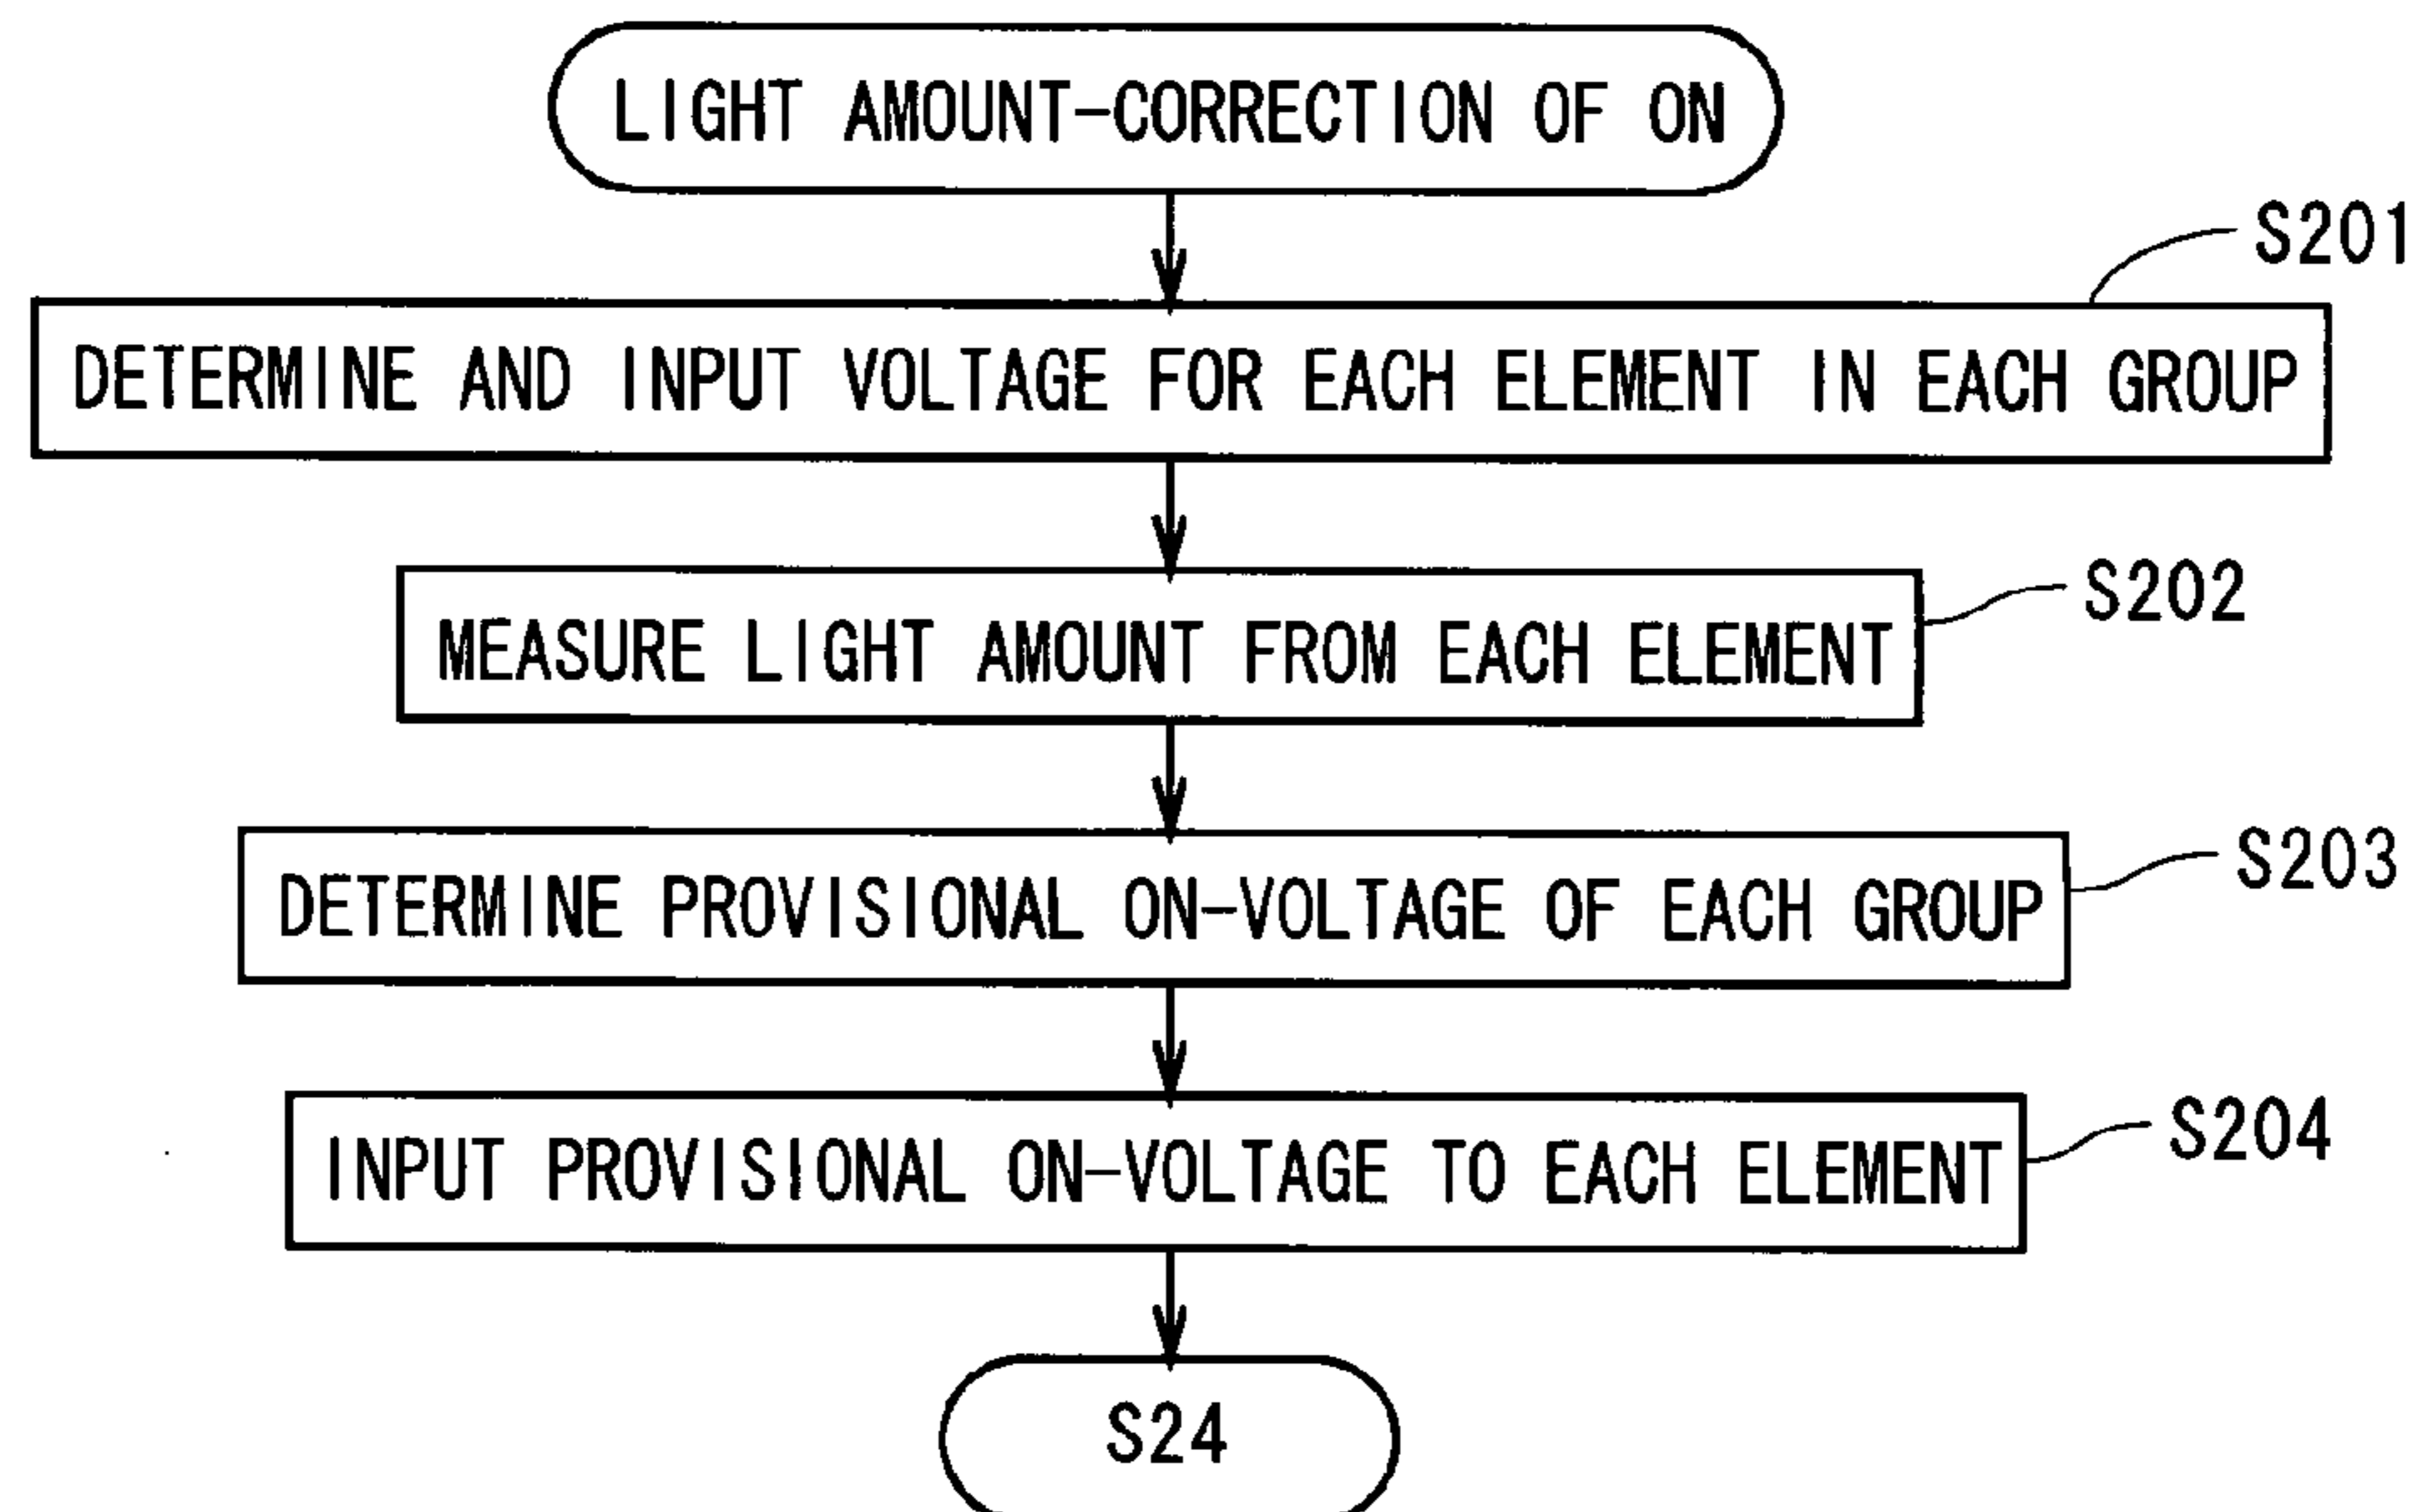 LIGHT AMOUNT-CORRECTION OF ON
S201
DETERMINE AND INPUT VOLTAGE FOR EACH ELEMENT IN EACH GROUP
S202
MEASURE LIGHT AMOUNT FROM EACH ELEMENT
S203
DETERMINE PROVISIONAL ON-VOLTAGE OF EACH GROUP
S204
INPUT PROVISIONAL ON-VOLTAGE TO EACH ELEMENT
S24